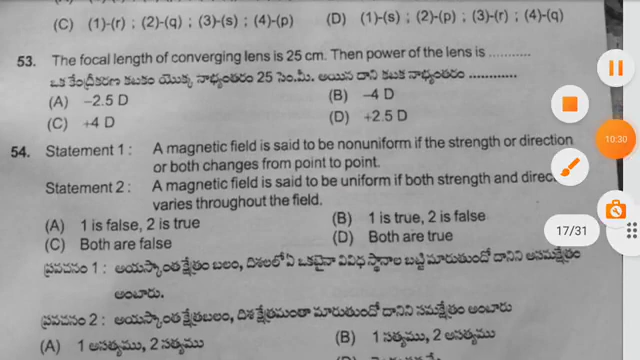 (C) (1)-(r) ; (2)-(q) ; (3)-(s) ; (4)-(p) (D) (1)-(s) ; (2)-(p) ; (3)-(r) ; (4)-(q)
53. The focal length of converging lens is 25 cm. Then power of the lens is ...........
ఒక కేంద్రీకరణ కటకం యొక్క నాభ్యంతరం 25 సెం.మీ. అయిన దాని కటక నాభ్యంతరం ............
(A) –2.5 D (B) –4 D
(C) +4 D (D) +2.5 D
54. Statement 1 : A magnetic field is said to be nonuniform if the strength or direction
or both changes from point to point.
Statement 2 : A magnetic field is said to be uniform if both strength and direc
varies throughout the field.
(A) 1 is false, 2 is true (B) 1 is true, 2 is false
(C) Both are false (D) Both are true
ప్రవచనం 1 : అయస్కాంతక్షేత్రం బలం, దిశలలో ఏ ఒకటైనా వివిధ స్థానాల బట్టి మారుతుందో దానిని అసమక్షేత్రం
అంటారు.
ప్రవచనం 2 : అయస్కాంత క్షేత్రబలం, దిశ క్షేత్రమంతా మారుతుందో దానిని సమక్షేత్రం అంటారు
(A) 1 అసత్యము, 2 సత్యము (B) 1 సత్యము, 2 అసత్యము
10:30
17/31